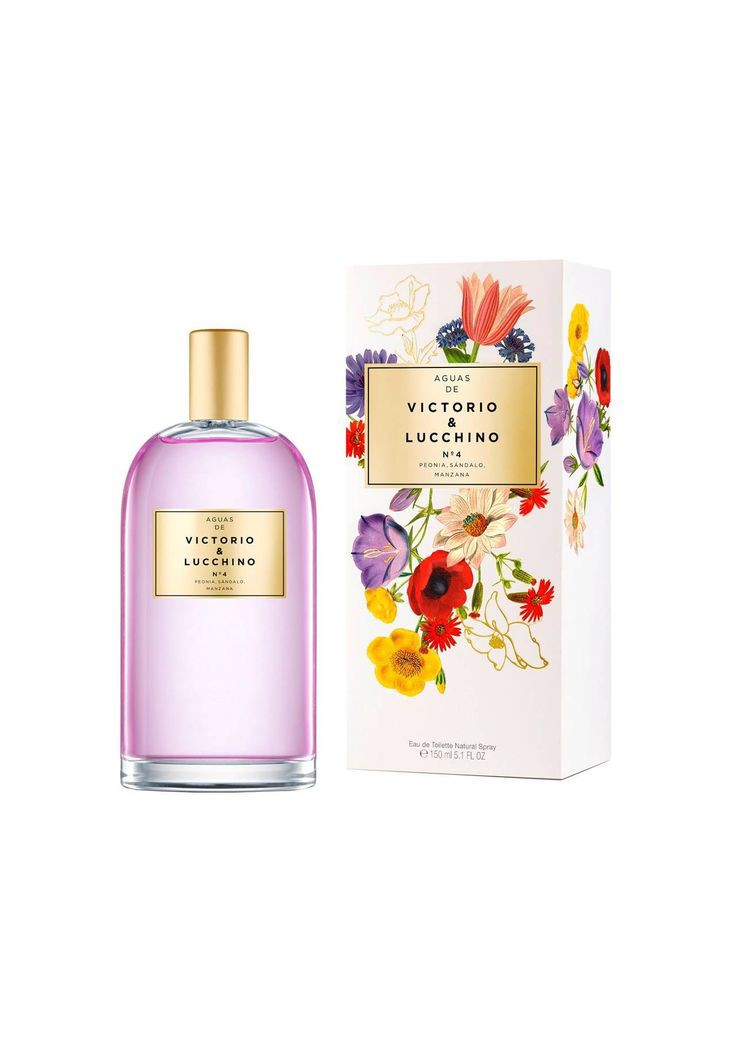 AGUAS
DE
VICTORIO
&
LUCCHINO
Nº4
PEONIA, SÁNDALO,
MANZANA
AGUAS
DE
VICTORIO
&
LUCCHINO
Nº4
PEONIA, SÁNDALO,
MANZANA
Eau de Toilette Natural Spray
℮ 150 ml 5.1 FL OZ